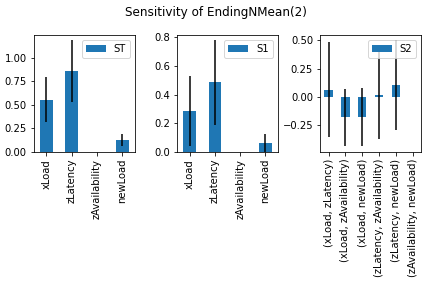 Sensitivity of EndingNMean(2)
ST
1.00
0.75
0.50
0.25
0.00
xLoad
zLatency
zAvailability
newLoad
S1
0.8
0.6
0.4
0.2
0.0
xLoad
zLatency
zAvailability
newLoad
S2
0.50
0.25
0.00
−0.25
(xLoad, zLatency)
(xLoad, zAvailability)
(xLoad, newLoad)
(zLatency, zAvailability)
(zLatency, newLoad)
(zAvailability, newLoad)